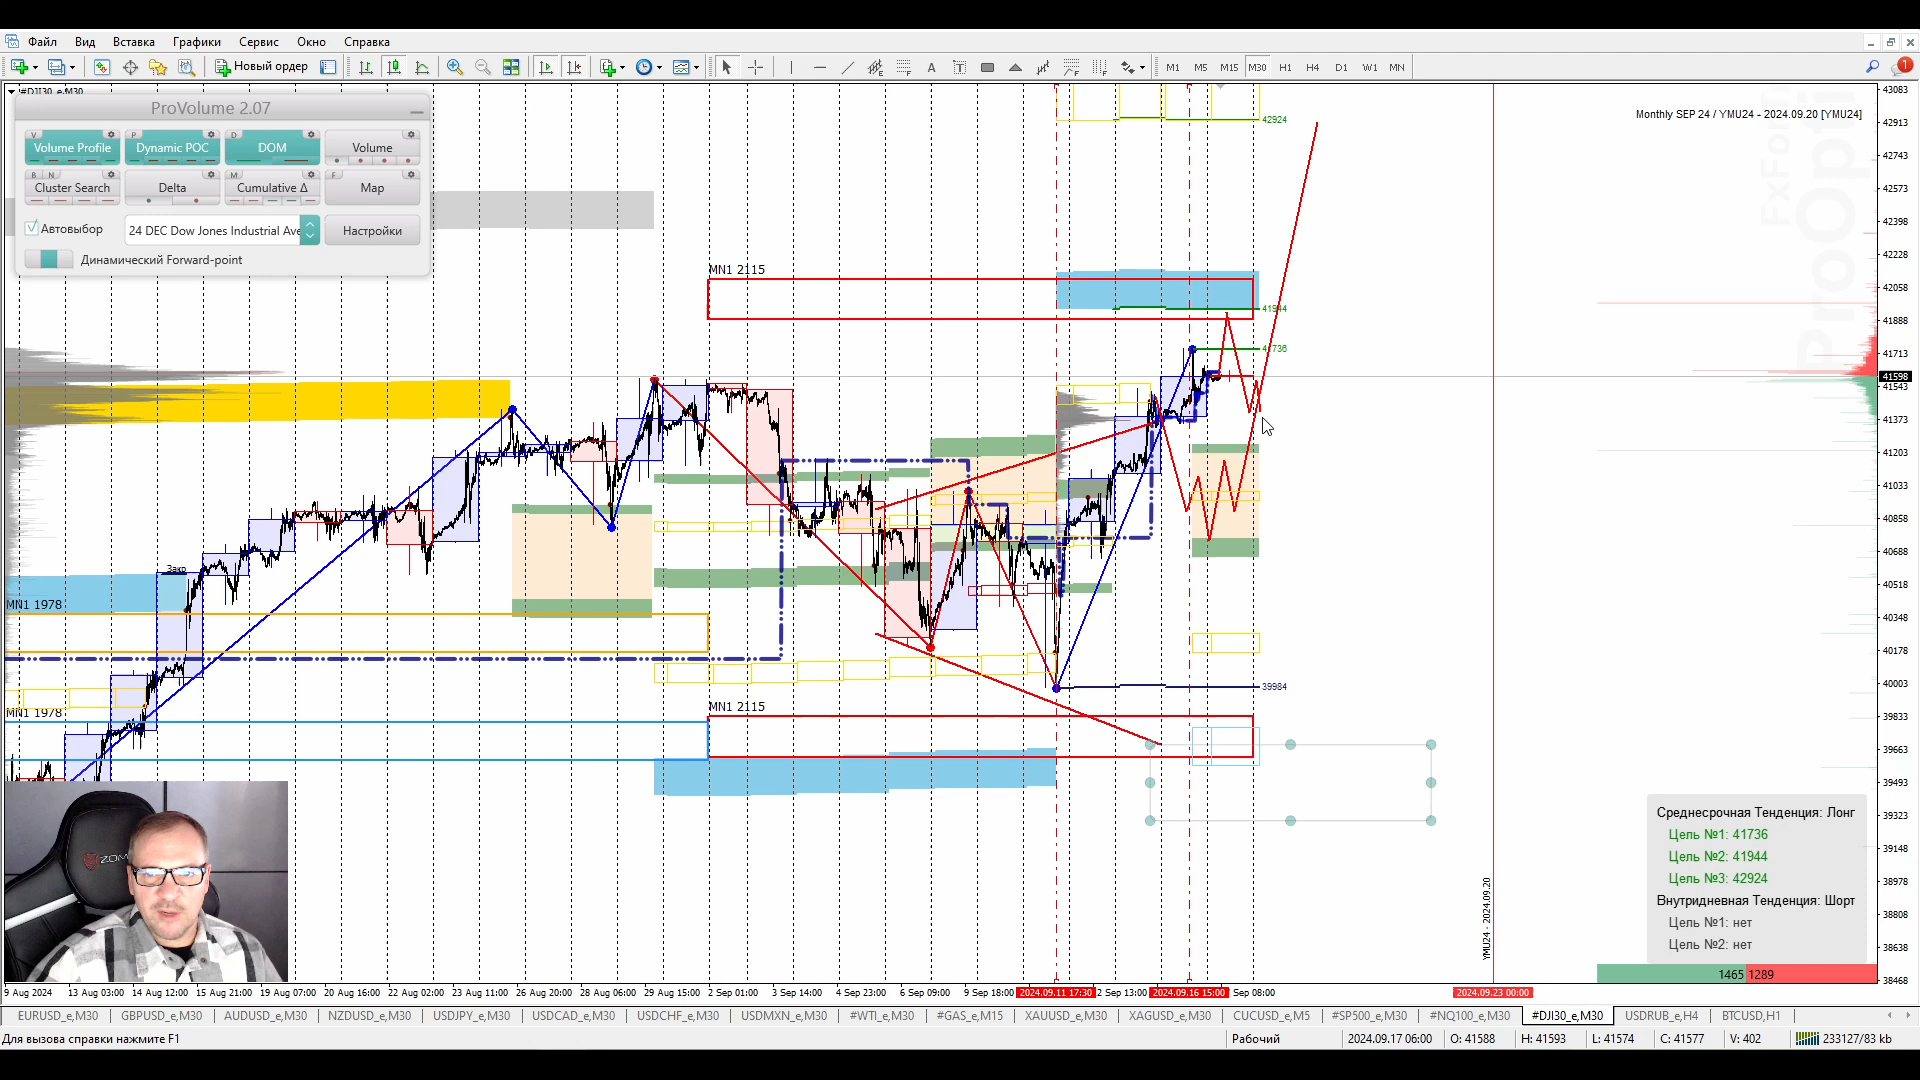 Файл Вид Вставка Графики Сервис Окно Справка
Новый ордер
M1 M5 M15 M30 H1 H4 D1 W1 MN
1
#DJI30_e,M30
ProVolume 2.07
V P D
Volume Profile Dynamic POC DOM Volume
B N M F
Cluster Search Delta Cumulative Δ Map
Автовыбор 24 DEC Dow Jones Industrial Ave Настройки
Динамический Forward-point
Monthly SEP 24 / YMU24 - 2024.09.20 [YMU24]
ProOpti
42924
MN1 2115
41944
41736
Закр
MN1 1978
39984
MN1 1978
MN1 2115
ZOM
43083
42913
42743
42573
42398
42228
42058
41888
41713
41598
41543
41373
41203
41033
40858
40688
40518
40348
40178
40003
39833
39663
39493
39323
39148
38978
38808
38638
38468
YMU24 - 2024.09.20
Среднесрочная Тенденция: Лонг
Цель №1: 41736
Цель №2: 41944
Цель №3: 42924
Внутридневная Тенденция: Шорт
Цель №1: нет
Цель №2: нет
1465 1289
9 Aug 2024 13 Aug 03:00 14 Aug 12:00 15 Aug 21:00 19 Aug 07:00 20 Aug 16:00 22 Aug 02:00 23 Aug 11:00 26 Aug 20:00 28 Aug 06:00 29 Aug 15:00 2 Sep 01:00 3 Sep 14:00 4 Sep 23:00 6 Sep 09:00 9 Sep 18:00 2024.09.11 17:30 2 Sep 13:00 2024.09.16 15:00 Sep 08:00 2024.09.23 00:00
EURUSD_e,M30 GBPUSD_e,M30 AUDUSD_e,M30 NZDUSD_e,M30 USDJPY_e,M30 USDCAD_e,M30 USDCHF_e,M30 USDMXN_e,M30 #WTI_e,M30 #GAS_e,M15 XAUUSD_e,M30 XAGUSD_e,M30 CUCUSD_e,M5 #SP500_e,M30 #NQ100_e,M30 #DJI30_e,M30 USDRUB_e,H4 BTCUSD,H1
Для вызова справки нажмите F1 Рабочий 2024.09.17 06:00 O: 41588 H: 41593 L: 41574 C: 41577 V: 402 233127/83 kb